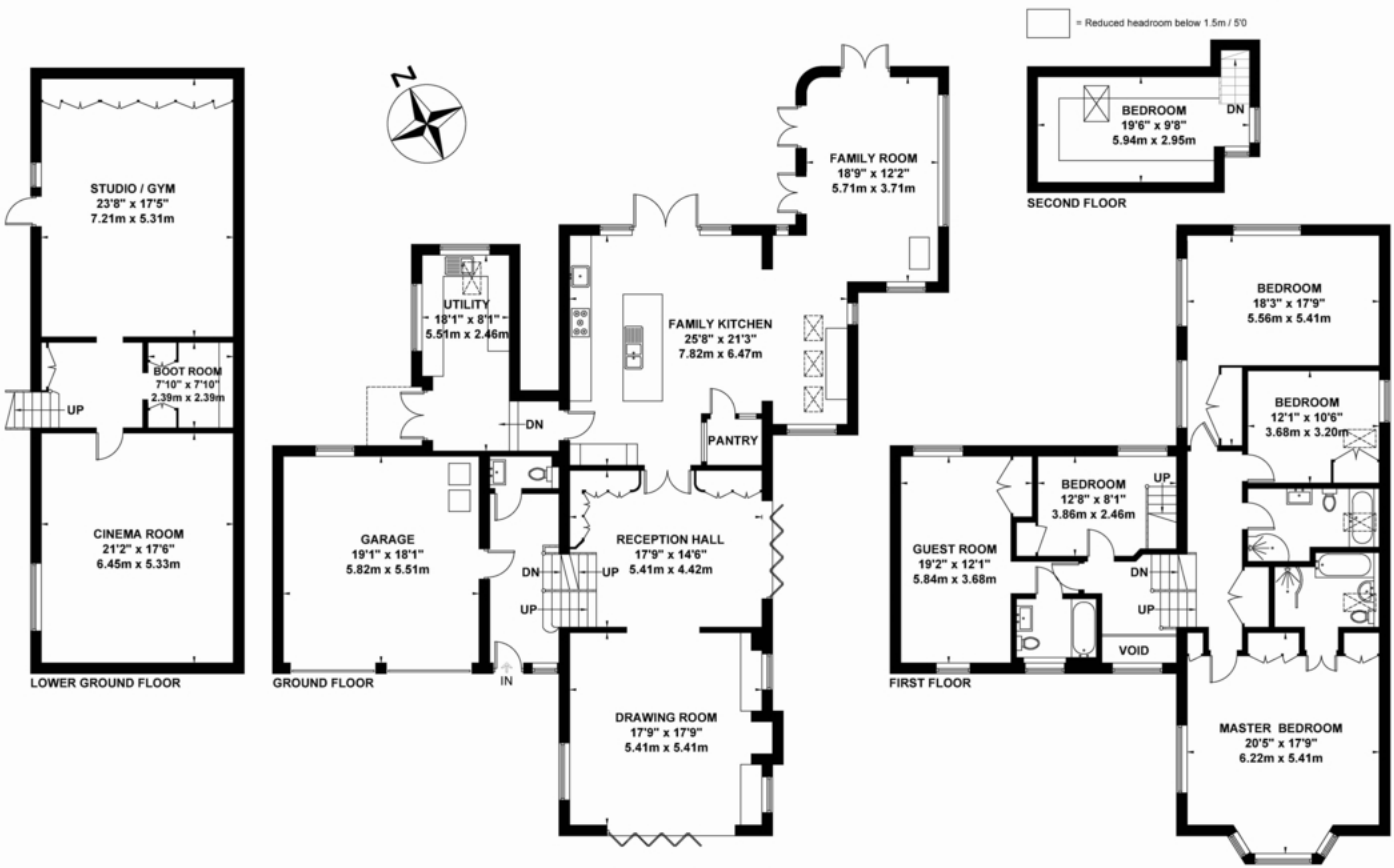 = Reduced headroom below 1.5m / 5'0
N
BEDROOM
19'6" x 9'8"
5.94m x 2.95m
DN
SECOND FLOOR
STUDIO / GYM
23'8" x 17'5"
7.21m x 5.31m
BOOT ROOM
7'10" x 7'10"
2.39m x 2.39m
UP
CINEMA ROOM
21'2" x 17'6"
6.45m x 5.33m
LOWER GROUND FLOOR
FAMILY ROOM
18'9" x 12'2"
5.71m x 3.71m
UTILITY
18'1" x 8'1"
5.51m x 2.46m
FAMILY KITCHEN
25'8" x 21'3"
7.82m x 6.47m
DN
PANTRY
GARAGE
19'1" x 18'1"
5.82m x 5.51m
RECEPTION HALL
17'9" x 14'6"
5.41m x 4.42m
DN
UP
UP
IN
DRAWING ROOM
17'9" x 17'9"
5.41m x 5.41m
GROUND FLOOR
BEDROOM
18'3" x 17'9"
5.56m x 5.41m
BEDROOM
12'1" x 10'6"
3.68m x 3.20m
BEDROOM
12'8" x 8'1"
3.86m x 2.46m
UP
GUEST ROOM
19'2" x 12'1"
5.84m x 3.68m
DN
UP
VOID
MASTER BEDROOM
20'5" x 17'9"
6.22m x 5.41m
FIRST FLOOR